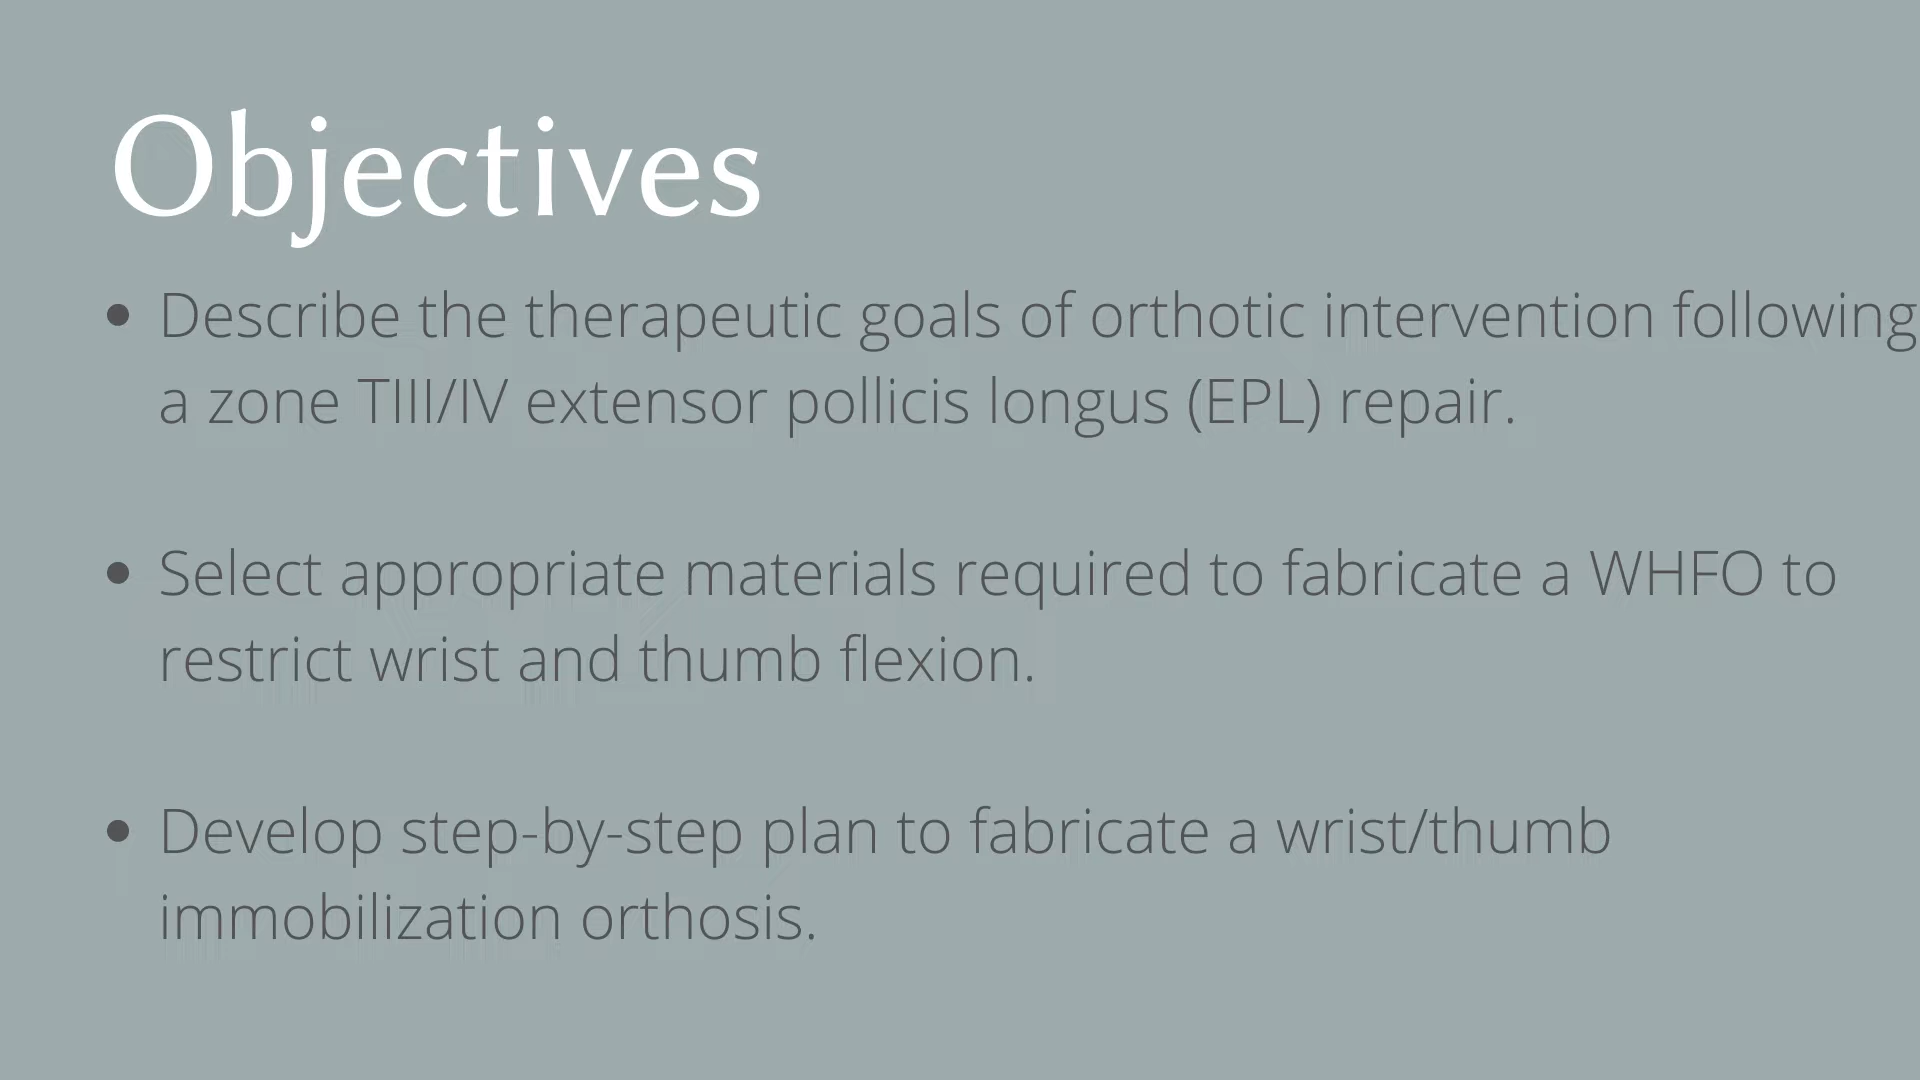 Objectives
• Describe the therapeutic goals of orthotic intervention following
a zone TIII/IV extensor pollicis longus (EPL) repair.
• Select appropriate materials required to fabricate a WHFO to
restrict wrist and thumb flexion.
• Develop step-by-step plan to fabricate a wrist/thumb
immobilization orthosis.